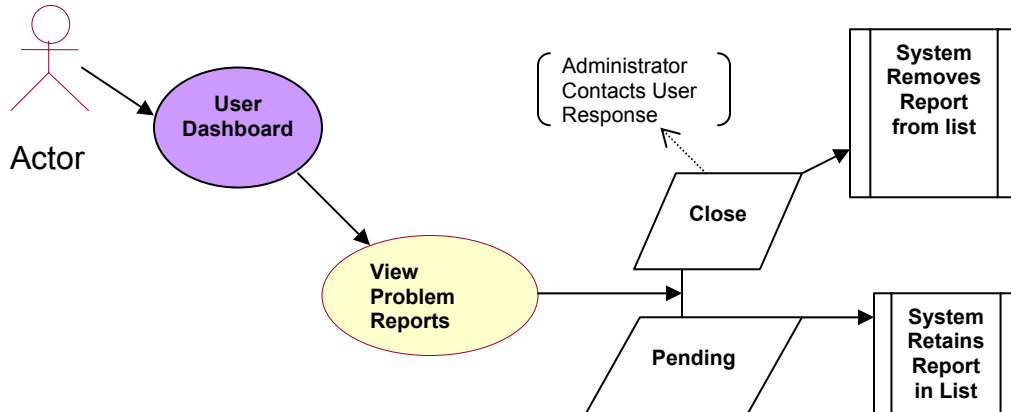 Actor
User
Dashboard
View
Problem
Reports
Administrator
Contacts User
Response
Close
System
Removes
Report
from list
Pending
System
Retains
Report
in List